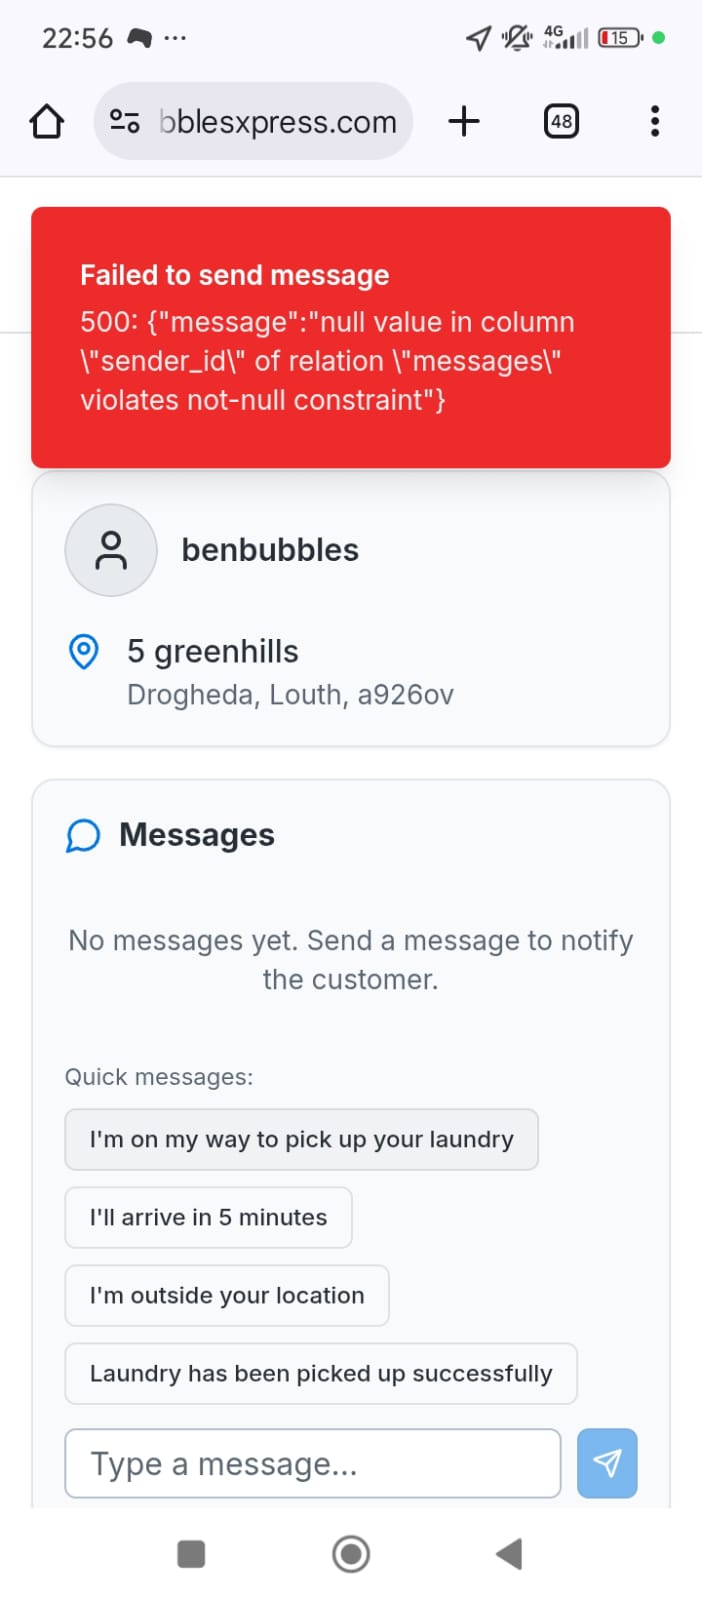 22:56 ...
4G
15
bblesxpress.com
48
Failed to send message
500: {"message":"null value in column
\"sender_id\" of relation \"messages\"
violates not-null constraint"}
benbubbles
5 greenhills
Drogheda, Louth, a926ov
Messages
No messages yet. Send a message to notify
the customer.
Quick messages:
I'm on my way to pick up your laundry
I'll arrive in 5 minutes
I'm outside your location
Laundry has been picked up successfully
Type a message...